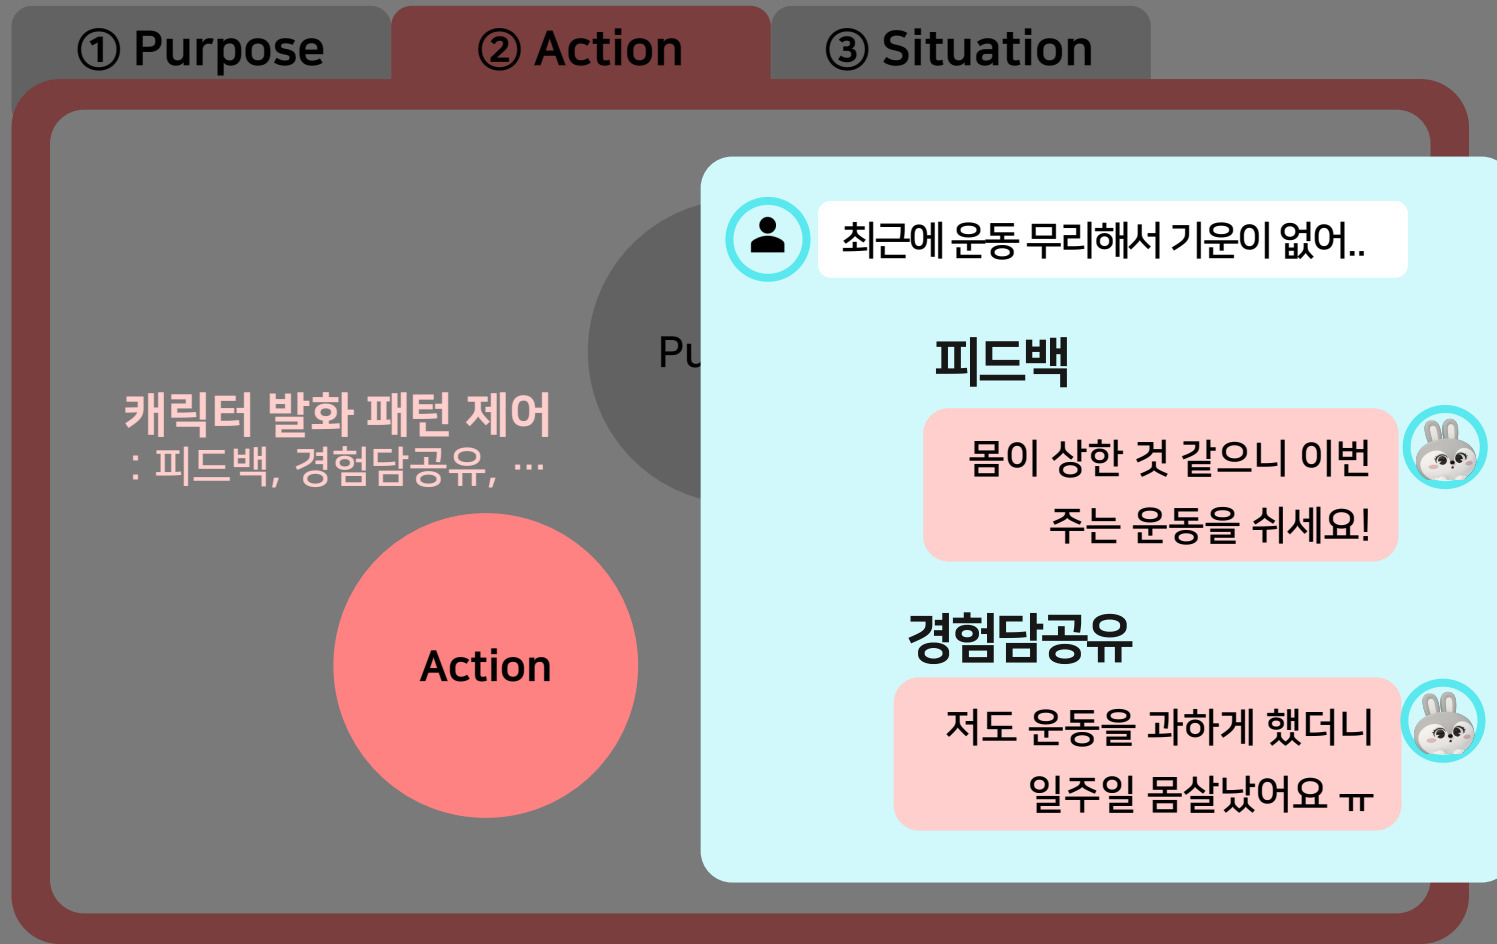 ① Purpose
② Action
③ Situation
최근에 운동 무리해서 기운이 없어..
피드백
몸이 상한 것 같으니 이번
주는 운동을 쉬세요!
캐릭터 발화 패턴 제어
: 피드백, 경험담공유, ···
Action
경험담공유
저도 운동을 과하게 했더니
일주일 몸살났어요 ㅠ